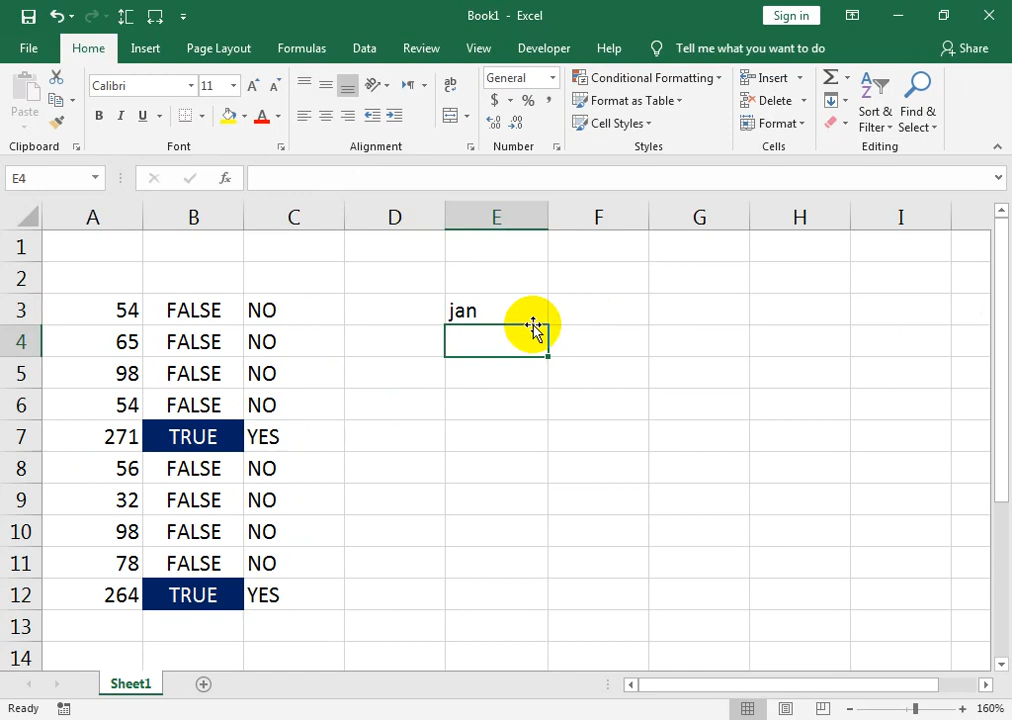 Book1 - Excel
Sign in
File Home Insert Page Layout Formulas Data Review View Developer Help Tell me what you want to do Share
Paste
Calibri 11
B I U
ab
General
$ % ,
Conditional Formatting
Format as Table
Cell Styles
Insert
Delete
Format
Sort & Filter
Find & Select
Clipboard Font Alignment Number Styles Cells Editing
E4 fx
A B C D E F G H I
1
2
3 54 FALSE NO jan
4 65 FALSE NO
5 98 FALSE NO
6 54 FALSE NO
7 271 TRUE YES
8 56 FALSE NO
9 32 FALSE NO
10 98 FALSE NO
11 78 FALSE NO
12 264 TRUE YES
13
14
Sheet1
Ready 160%